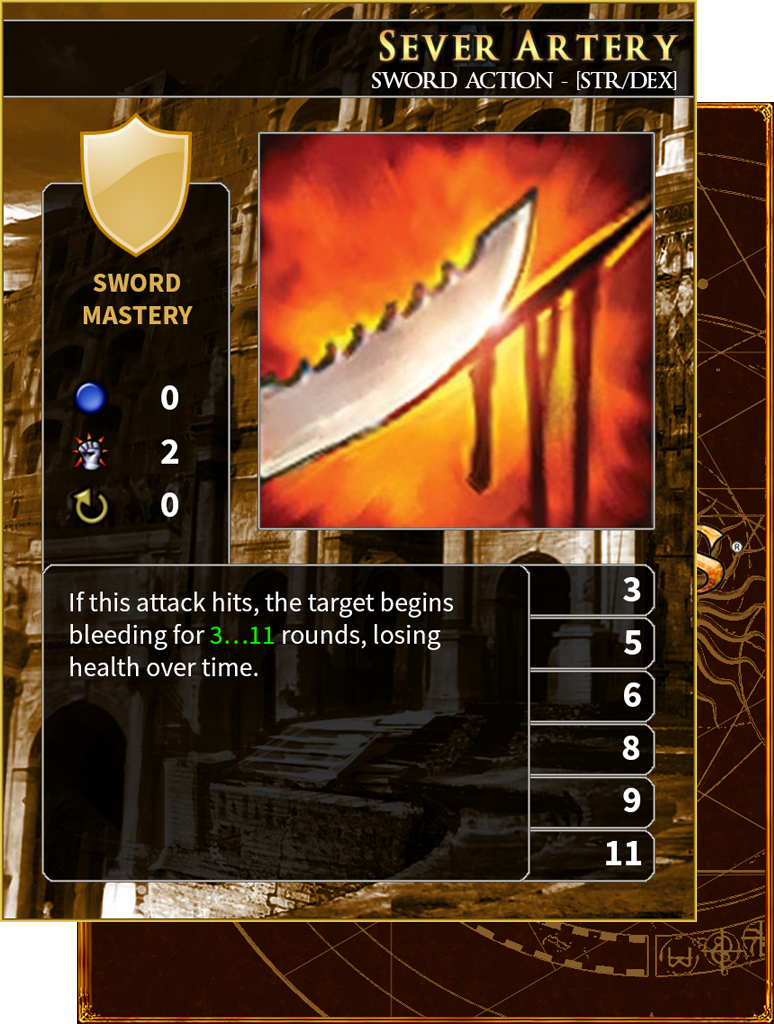 SEVER ARTERY
SWORD ACTION - [STR/DEX]
SWORD
MASTERY
0
2
0
If this attack hits, the target begins
bleeding for 3...11 rounds, losing
health over time.
3
5
6
8
9
11
S®